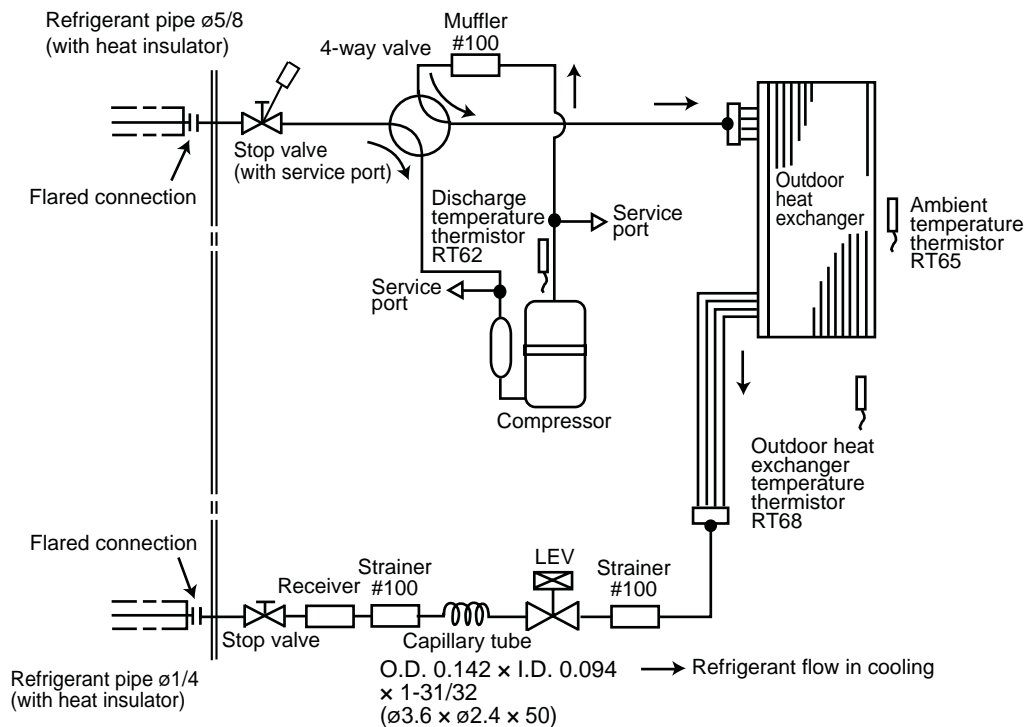 Refrigerant pipe ø5/8
(with heat insulator)
Muffler
#100
4-way valve
Stop valve
(with service port)
Flared connection
Discharge
temperature
thermistor
RT62
Service
port
Service
port
Compressor
Outdoor
heat
exchanger
Ambient
temperature
thermistor
RT65
Outdoor heat
exchanger
temperature
thermistor
RT68
Flared connection
Receiver
Strainer
#100
LEV
Strainer
#100
Stop valve
Capillary tube
O.D. 0.142 × I.D. 0.094
× 1-31/32
(ø3.6 × ø2.4 × 50)
Refrigerant flow in cooling
Refrigerant pipe ø1/4
(with heat insulator)